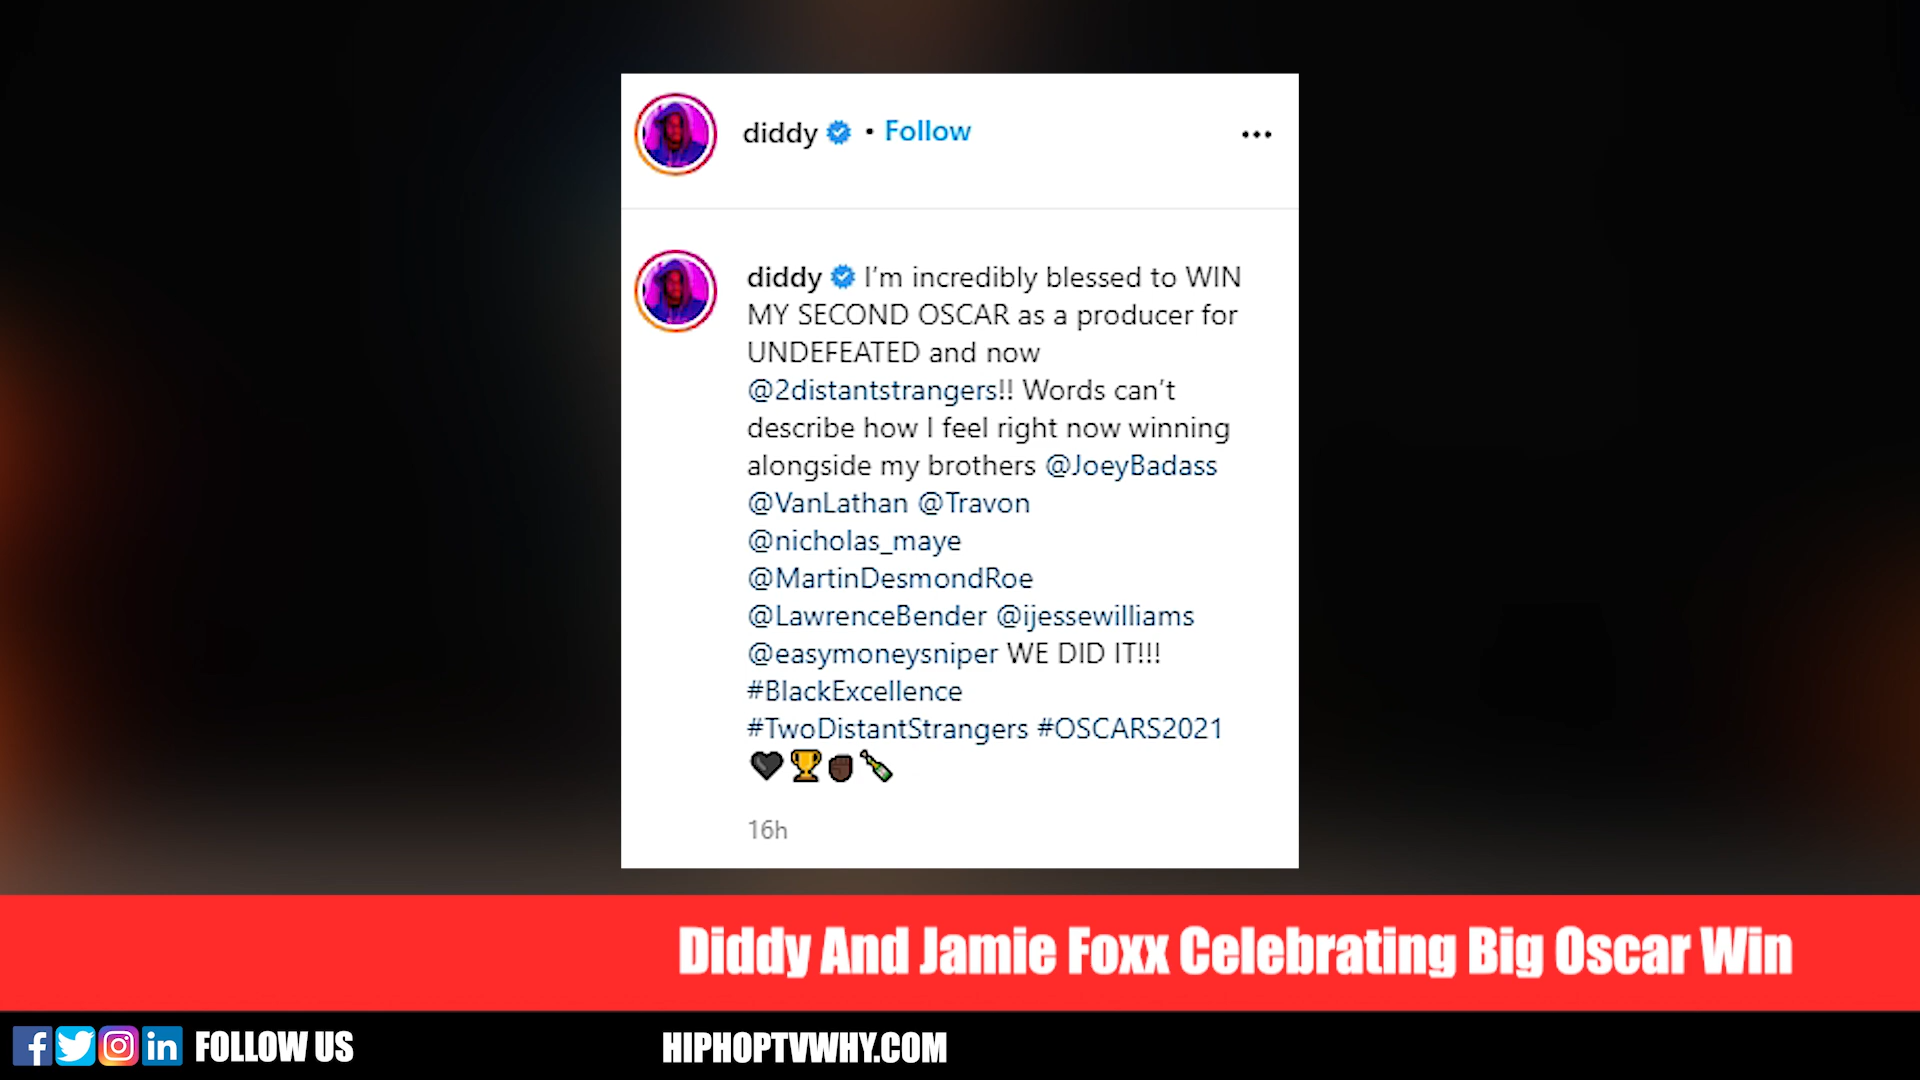 diddy • Follow
diddy I'm incredibly blessed to WIN
MY SECOND OSCAR as a producer for
UNDEFEATED and now
@2distantstrangers!! Words can't
describe how I feel right now winning
alongside my brothers @JoeyBadass
@VanLathan @Travon
@nicholas_maye
@MartinDesmondRoe
@LawrenceBender @ijessewilliams
@easymoneysniper WE DID IT!!!
#BlackExcellence
#TwoDistantStrangers #OSCARS2021
🖤🏆✊🏿🍾
16h
Diddy And Jamie Foxx Celebrating Big Oscar Win
FOLLOW US
HIPHOPTVWHY.COM